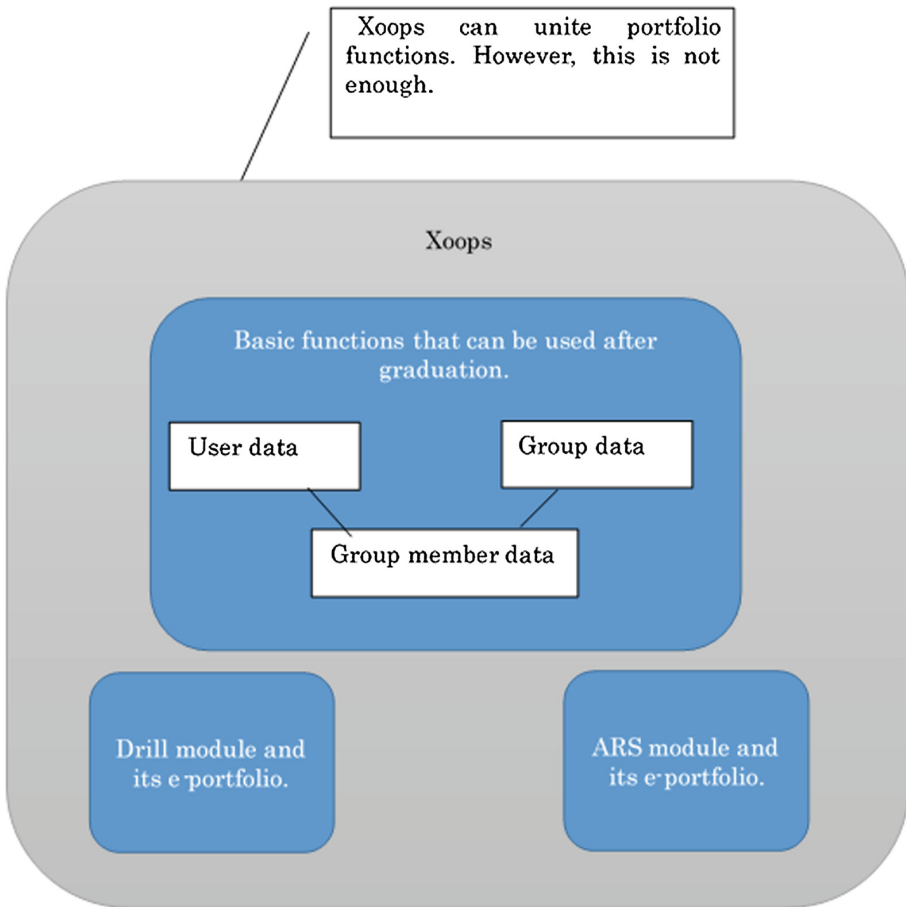 Xoops can unite portfolio
functions. However, this is not
enough.
Xoops
Basic functions that can be used after
graduation.
User data
Group data
Group member data
Drill module and
its e-portfolio.
ARS module and
its e-portfolio.